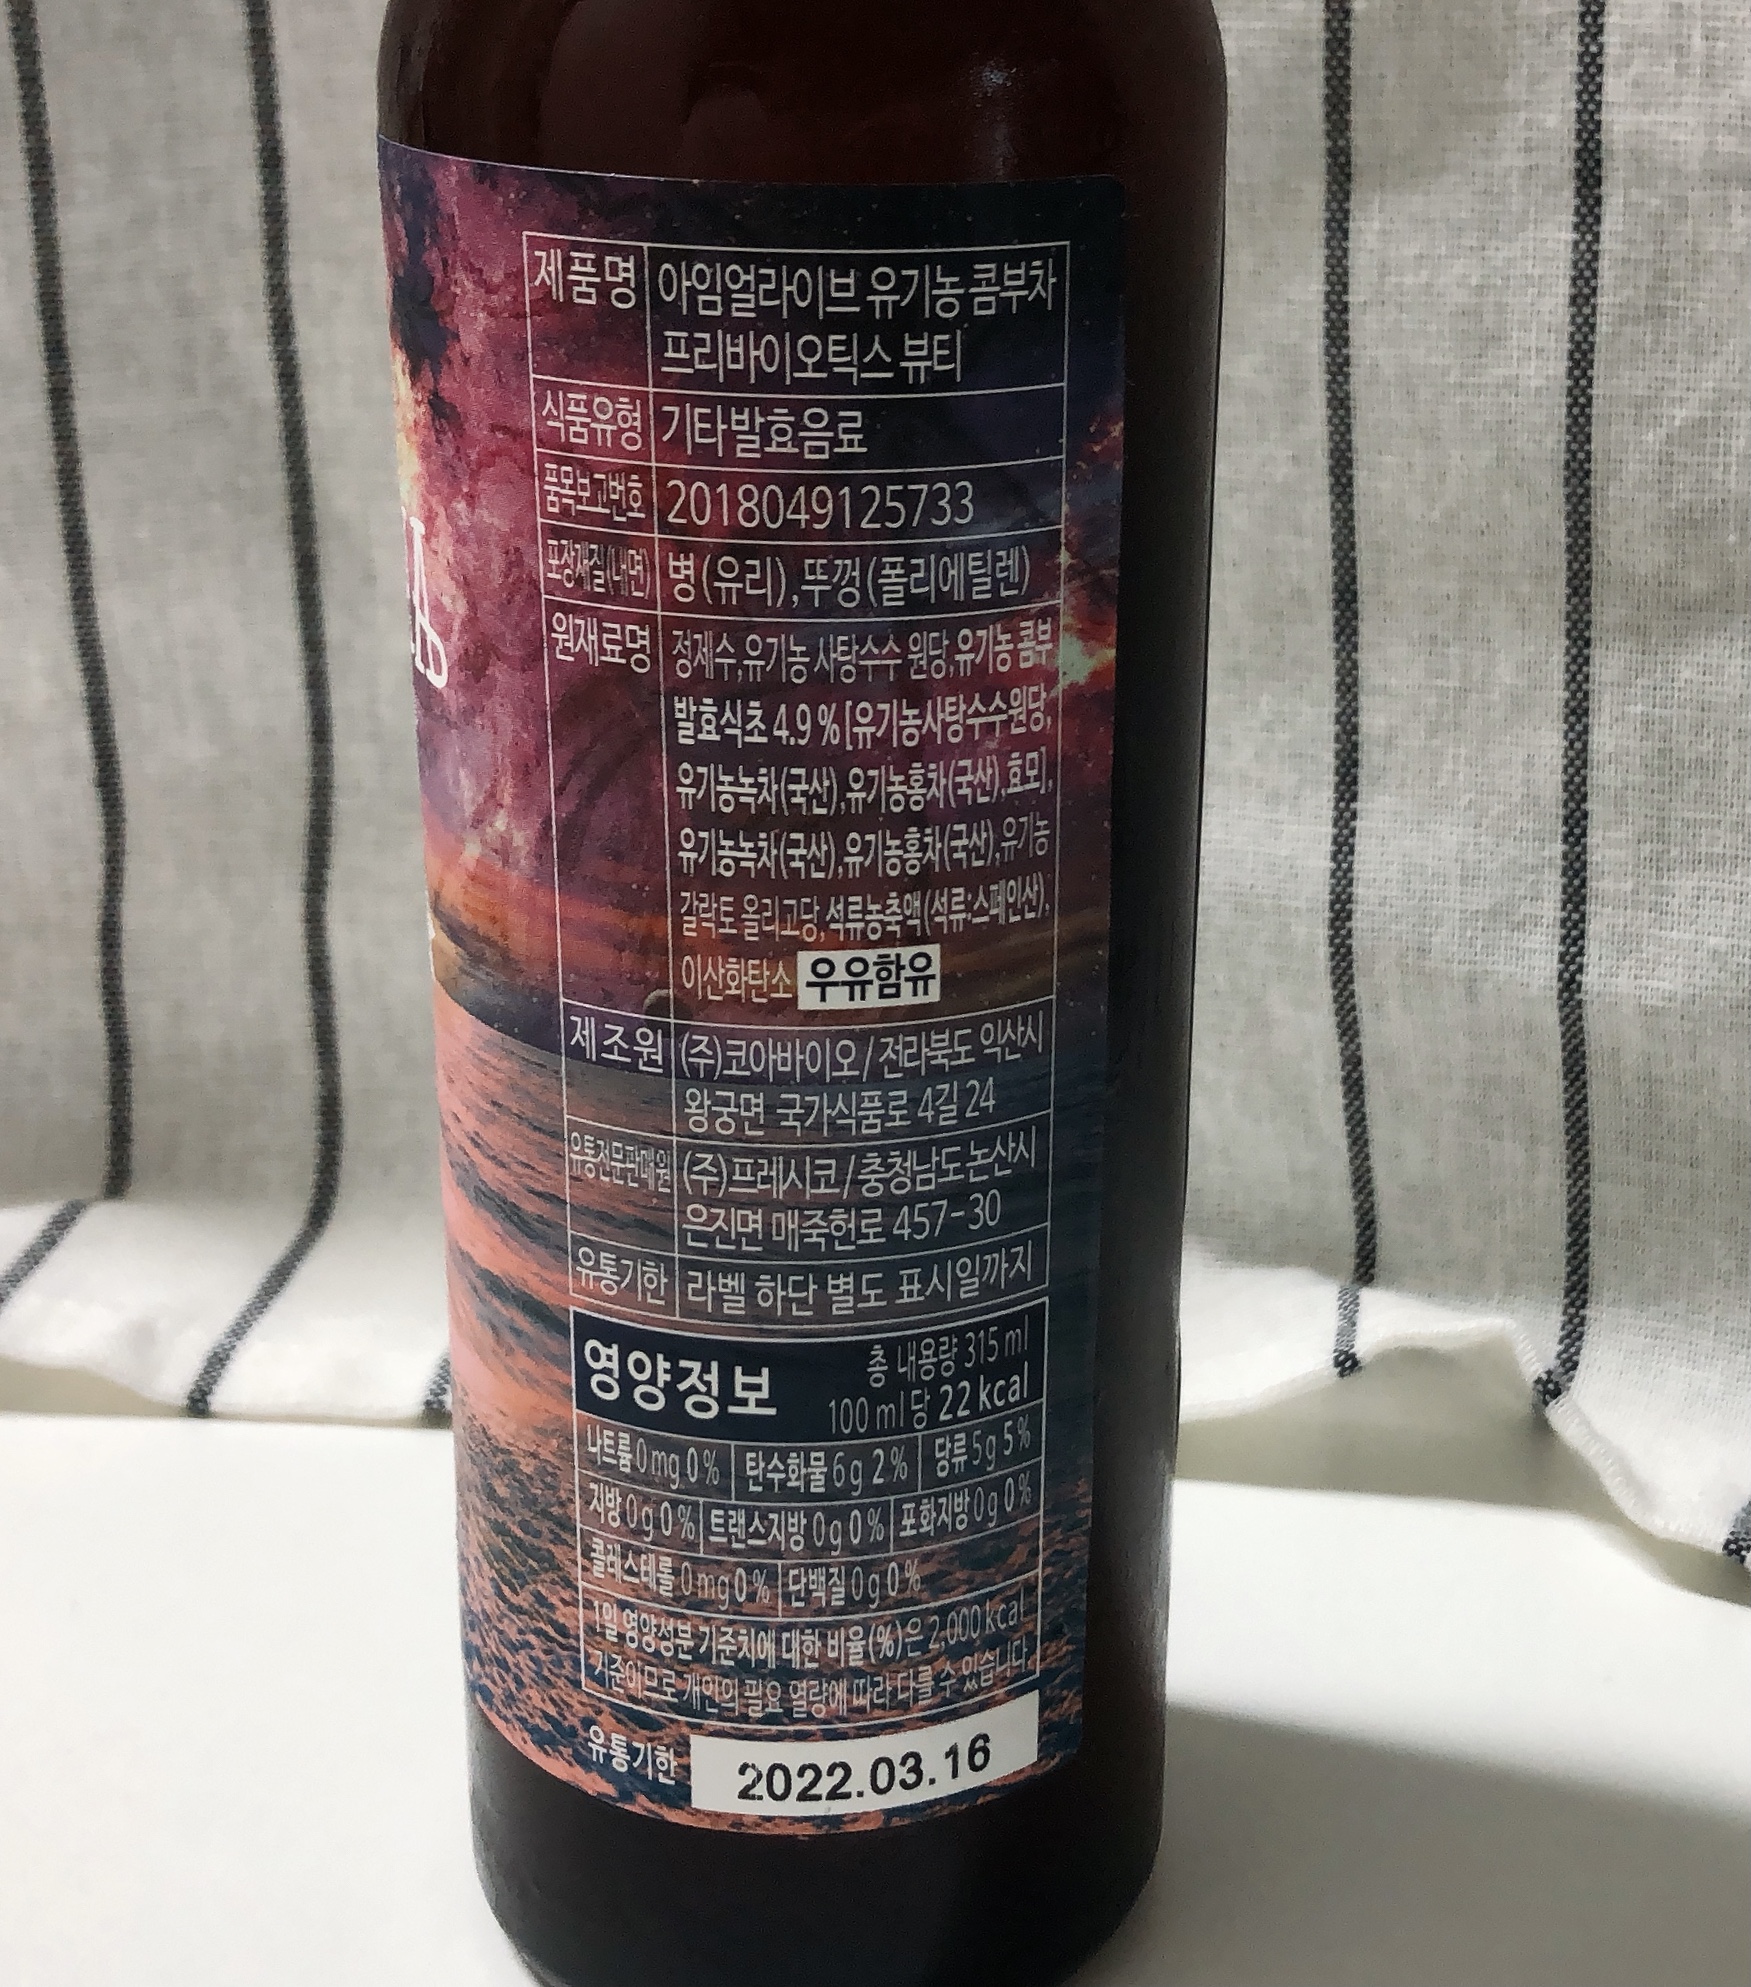 제품명 아임얼라이브 유기농 콤부차
프리바이오틱스 뷰티
식품유형 기타발효음료
품목보고번호 2018049125733
포장재질(내면) 병(유리),뚜껑(폴리에틸렌)
원재료명 정제수,유기농 사탕수수 원당,유기농 콤부
발효식초 4.9%[유기농사탕수수원당,
유기농녹차(국산),유기농홍차(국산),효모],
유기농녹차(국산),유기농홍차(국산),유기농
갈락토 올리고당,석류농축액(석류:스페인산),
이산화탄소 우유함유
제조원 (주)코아바이오/전라북도 익산시
왕궁면 국가식품로 4길 24
유통전문판매원 (주)프레시코/충청남도 논산시
은진면 매죽헌로 457-30
유통기한 라벨 하단 별도 표시일까지
영양정보 총 내용량 315 ml
100 ml당 22 kcal
나트륨 0mg 0% 탄수화물 6g 2% 당류 5g 5%
지방 0g 0% 트랜스지방 0g 0% 포화지방 0g 0%
콜레스테롤 0mg 0% 단백질 0g 0%
1일 영양성분 기준치에 대한 비율(%)은 2,000 kcal
기준이므로 개인의 필요 열량에 따라 다를 수 있습니다.
유통기한 2022.03.16